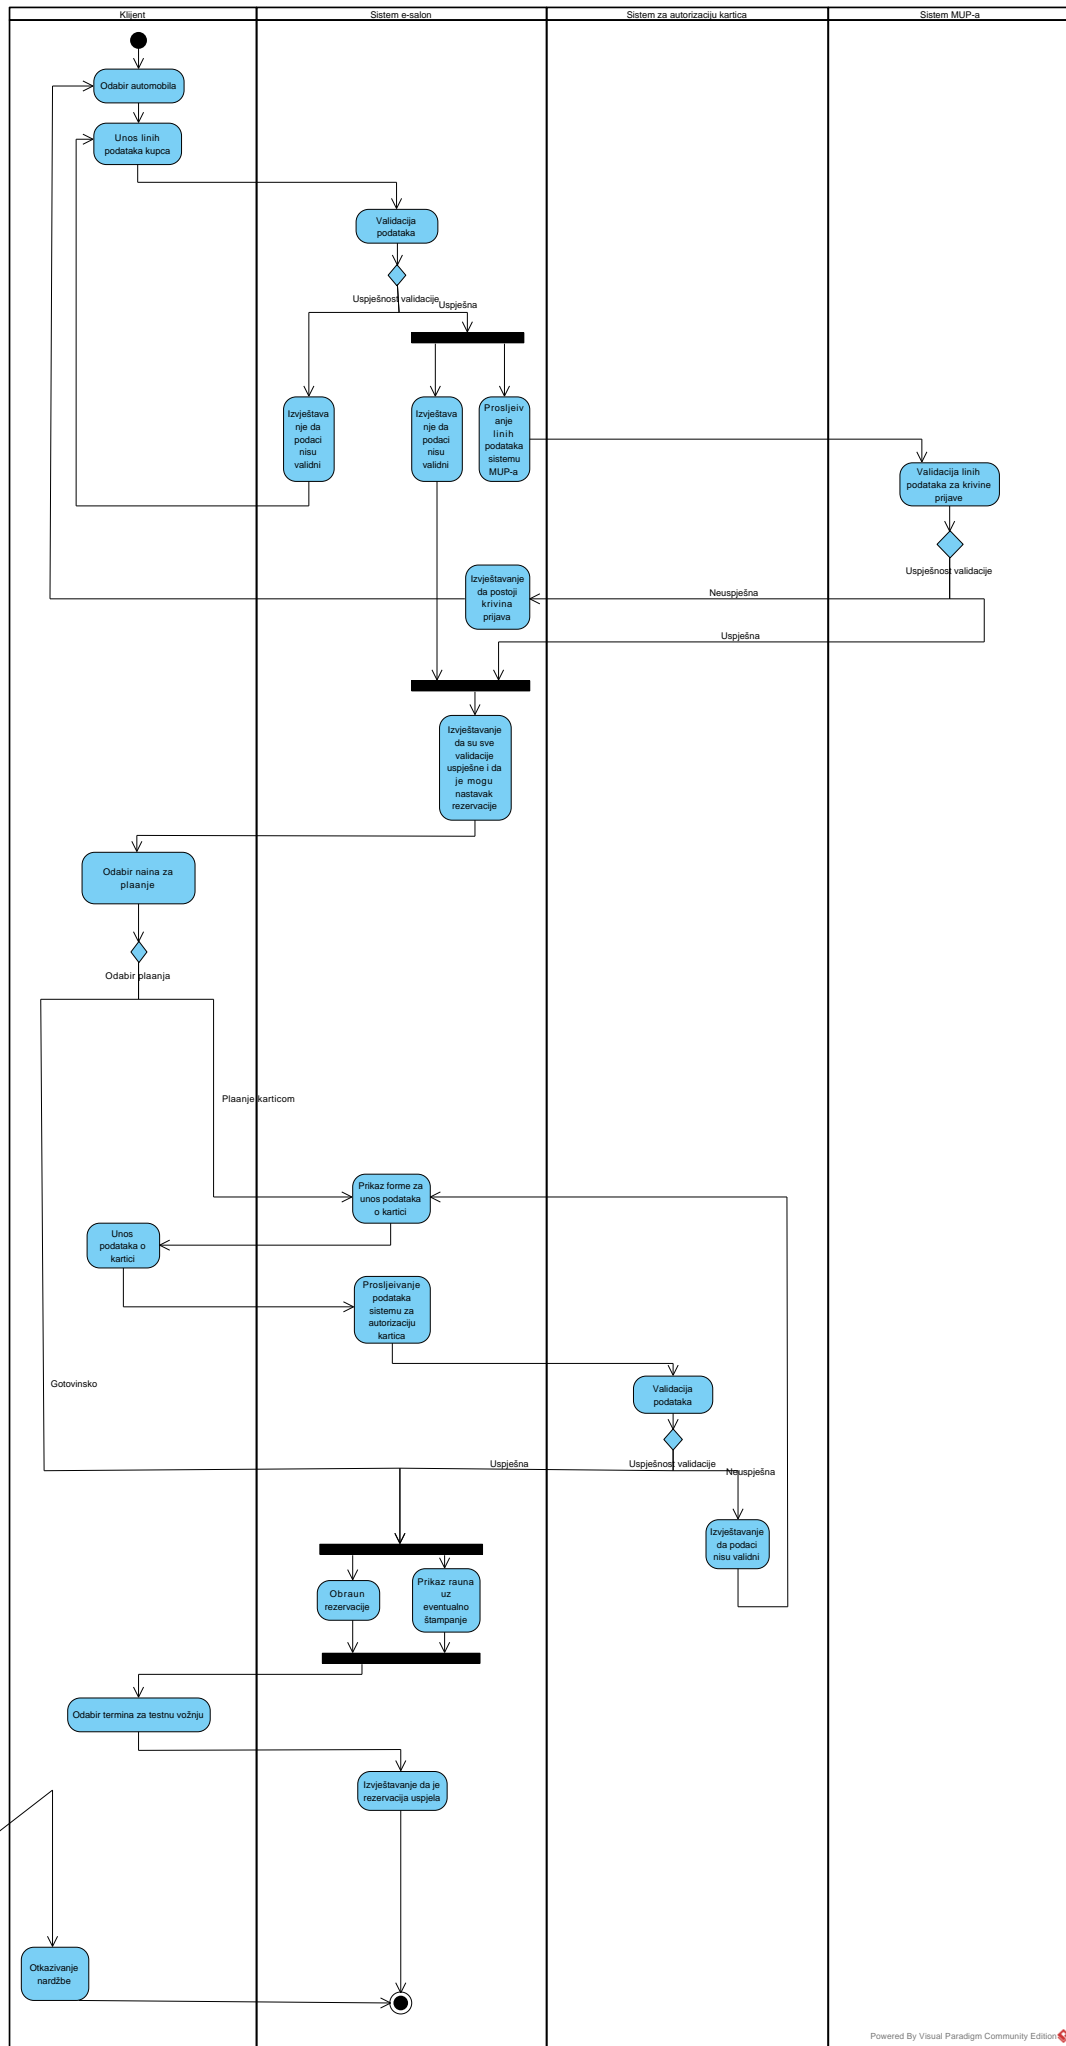 Klijent
Sistem e-salon
Sistem za autorizaciju kartica
Sistem MUP-a
Odabir automobila
Unos linih
podataka kupca
Validacija
podataka
Uspješnost validacije
Uspješna
Izvještava
nje da
podaci
nisu
validni
Izvještava
nje da
podaci
nisu
validni
Prosljeiv
anje
linih
podataka
sistemu
MUP-a
Validacija linih
podataka za krivine
prijave
Uspješnost validacije
Izvještavanje
da postoji
krivina
prijava
Neuspješna
Uspješna
Izvještavanje
da su sve
validacije
uspješne i da
je mogu
nastavak
rezervacije
Odabir naina za
plaanje
Odabir plaanja
Plaanje karticom
Prikaz forme za
unos podataka
o kartici
Unos
podataka o
kartici
Prosljeivanje
podataka
sistemu za
autorizaciju
kartica
Gotovinsko
Validacija
podataka
Uspješna
Uspješnost validacije
Neuspješna
Izvještavanje
da podaci
nisu validni
Obraun
rezervacije
Prikaz rauna
uz
eventualno
štampanje
Odabir termina za testnu vožnju
Izvještavanje da je
rezervacija uspjela
Otkazivanje
nardžbe
Powered By Visual Paradigm Community Edition